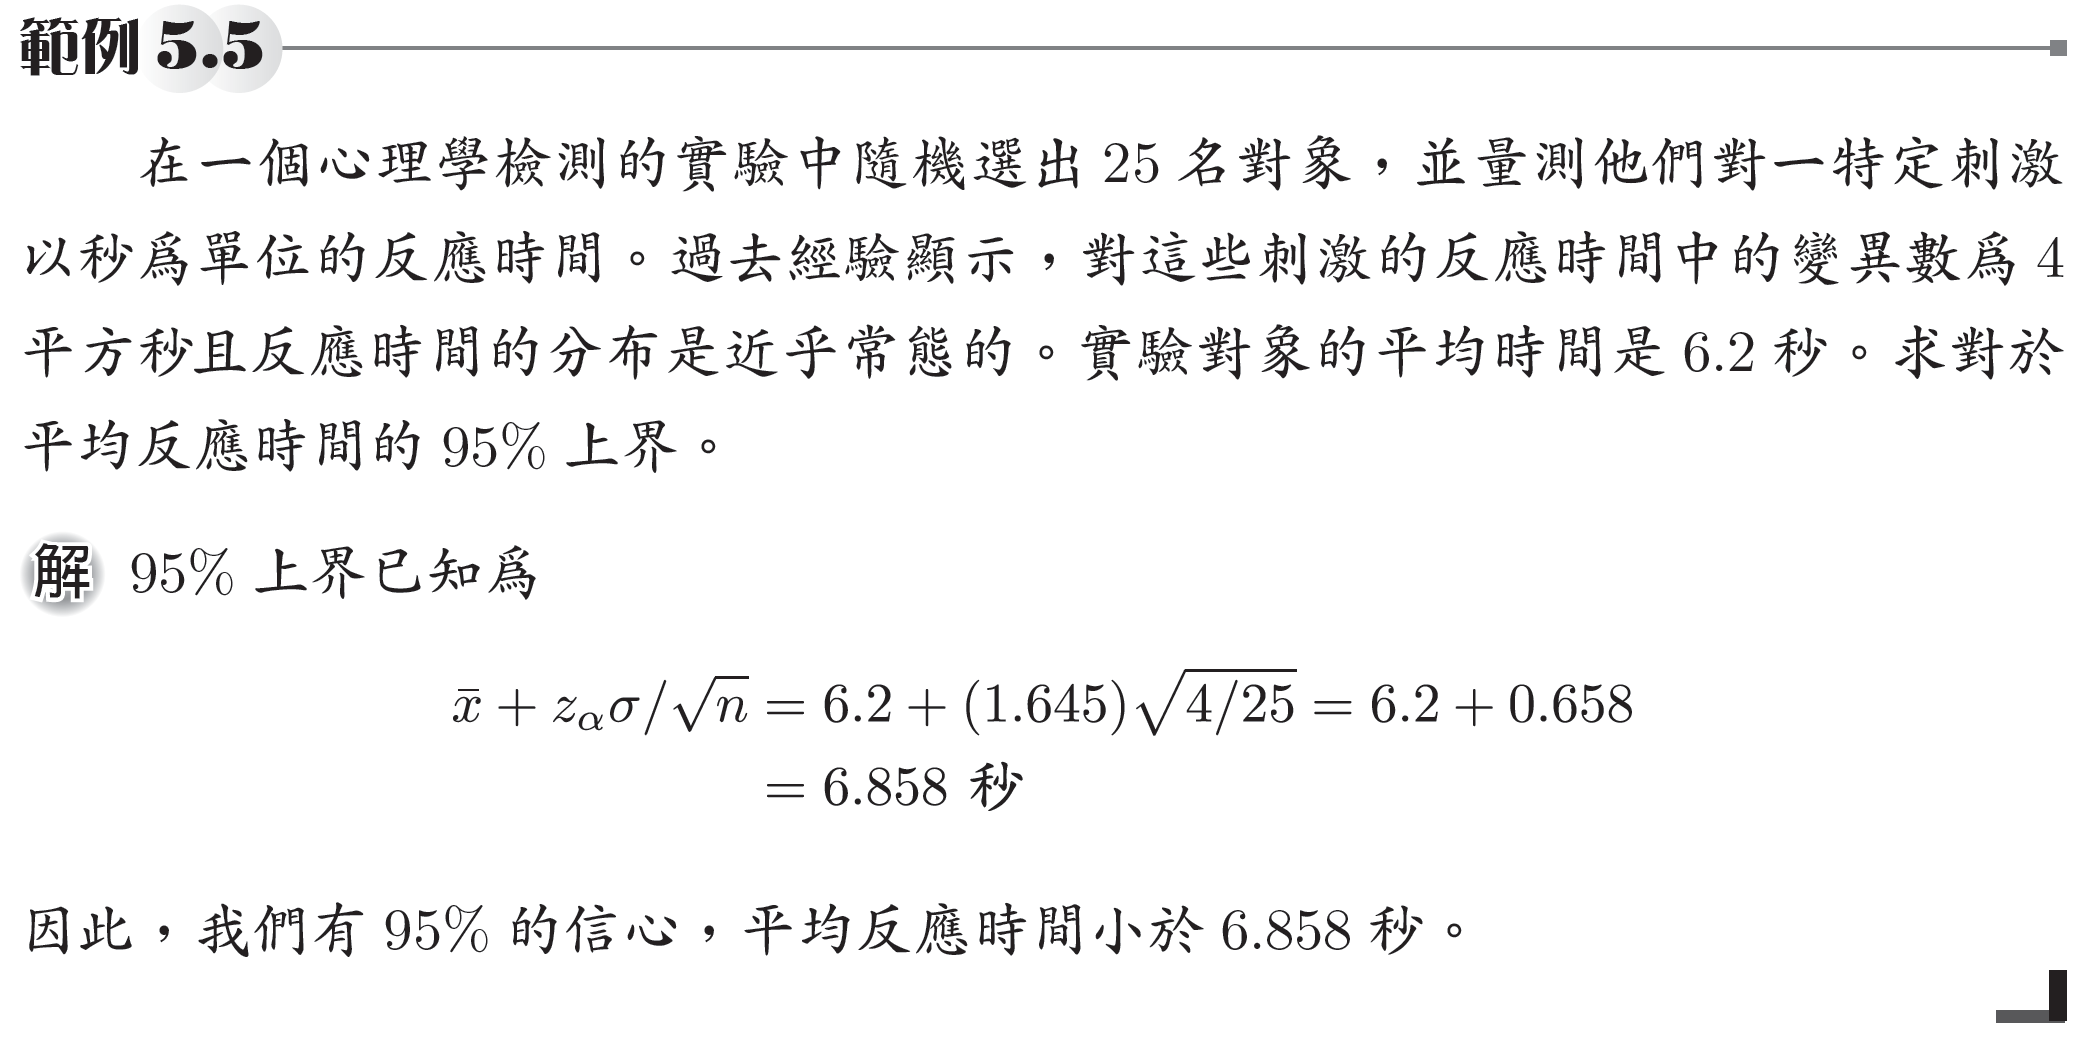 範例 5.5
在一個心理學檢測的實驗中隨機選出 25 名對象，並量測他們對一特定刺激
以秒爲單位的反應時間。過去經驗顯示，對這些刺激的反應時間中的變異數爲 4
平方秒且反應時間的分布是近乎常態的。實驗對象的平均時間是 6.2 秒。求對於
平均反應時間的 95% 上界。
解 95% 上界已知爲
x̄ + z_α σ/√n = 6.2 + (1.645)√(4/25) = 6.2 + 0.658
= 6.858 秒
因此，我們有 95% 的信心，平均反應時間小於 6.858 秒。